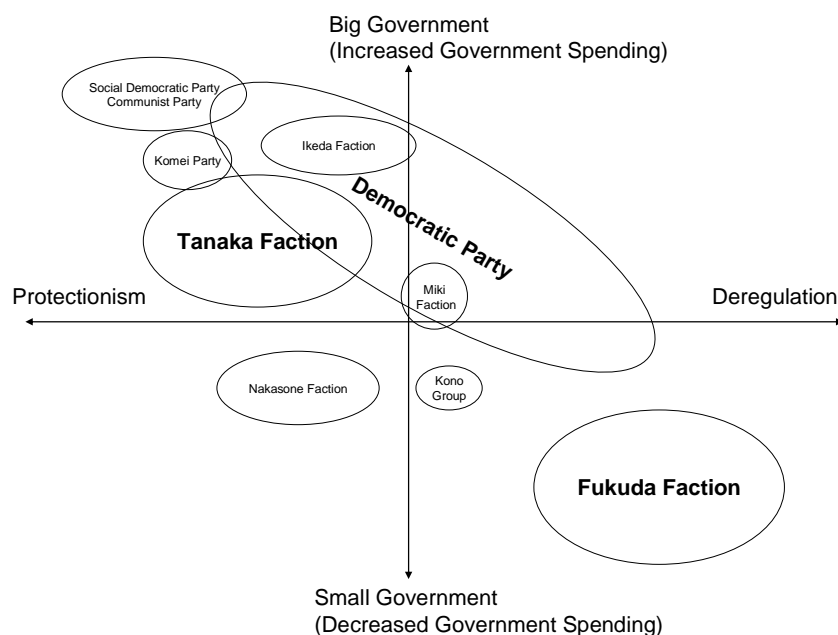 Big Government
(Increased Government Spending)
Social Democratic Party
Communist Party
Ikeda Faction
Komei Party
Democratic Party
Tanaka Faction
Miki
Faction
Protectionism
Deregulation
Nakasone Faction
Kono
Group
Fukuda Faction
Small Government
(Decreased Government Spending)